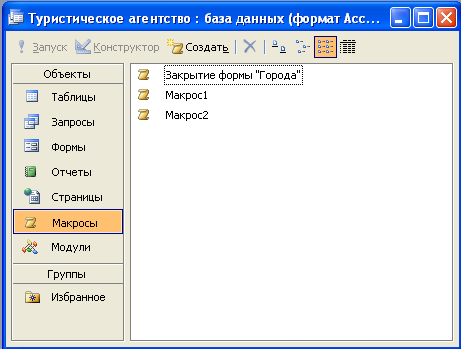 Туристическое агентство : база данных (формат Acc...
Запуск Конструктор Создать
Объекты
Таблицы
Запросы
Формы
Отчеты
Страницы
Макросы
Модули
Группы
Избранное
Закрытие формы "Города"
Макрос1
Макрос2